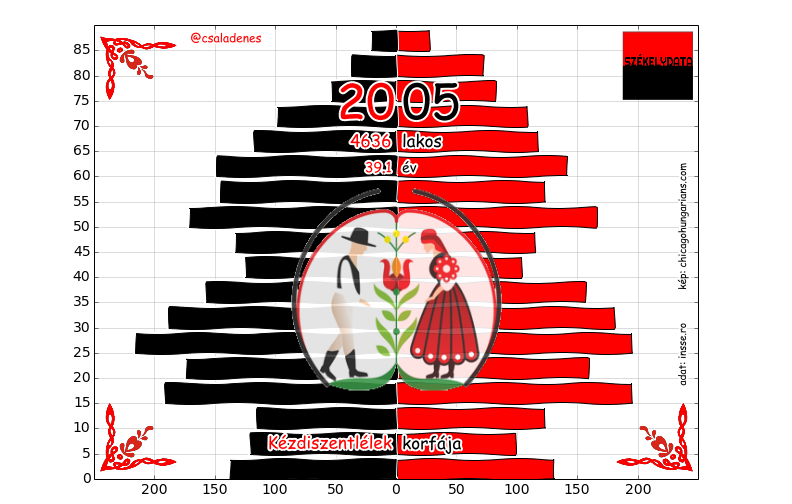 @csaladenes
SZÉKELYDATA
2005
4636 lakos
39.1 év
kép: chicagohungarians.com
adat: insse.ro
Kézdiszentlélek korfája
85
80
75
70
65
60
55
50
45
40
35
30
25
20
15
10
5
0
200 150 100 50 0 50 100 150 200